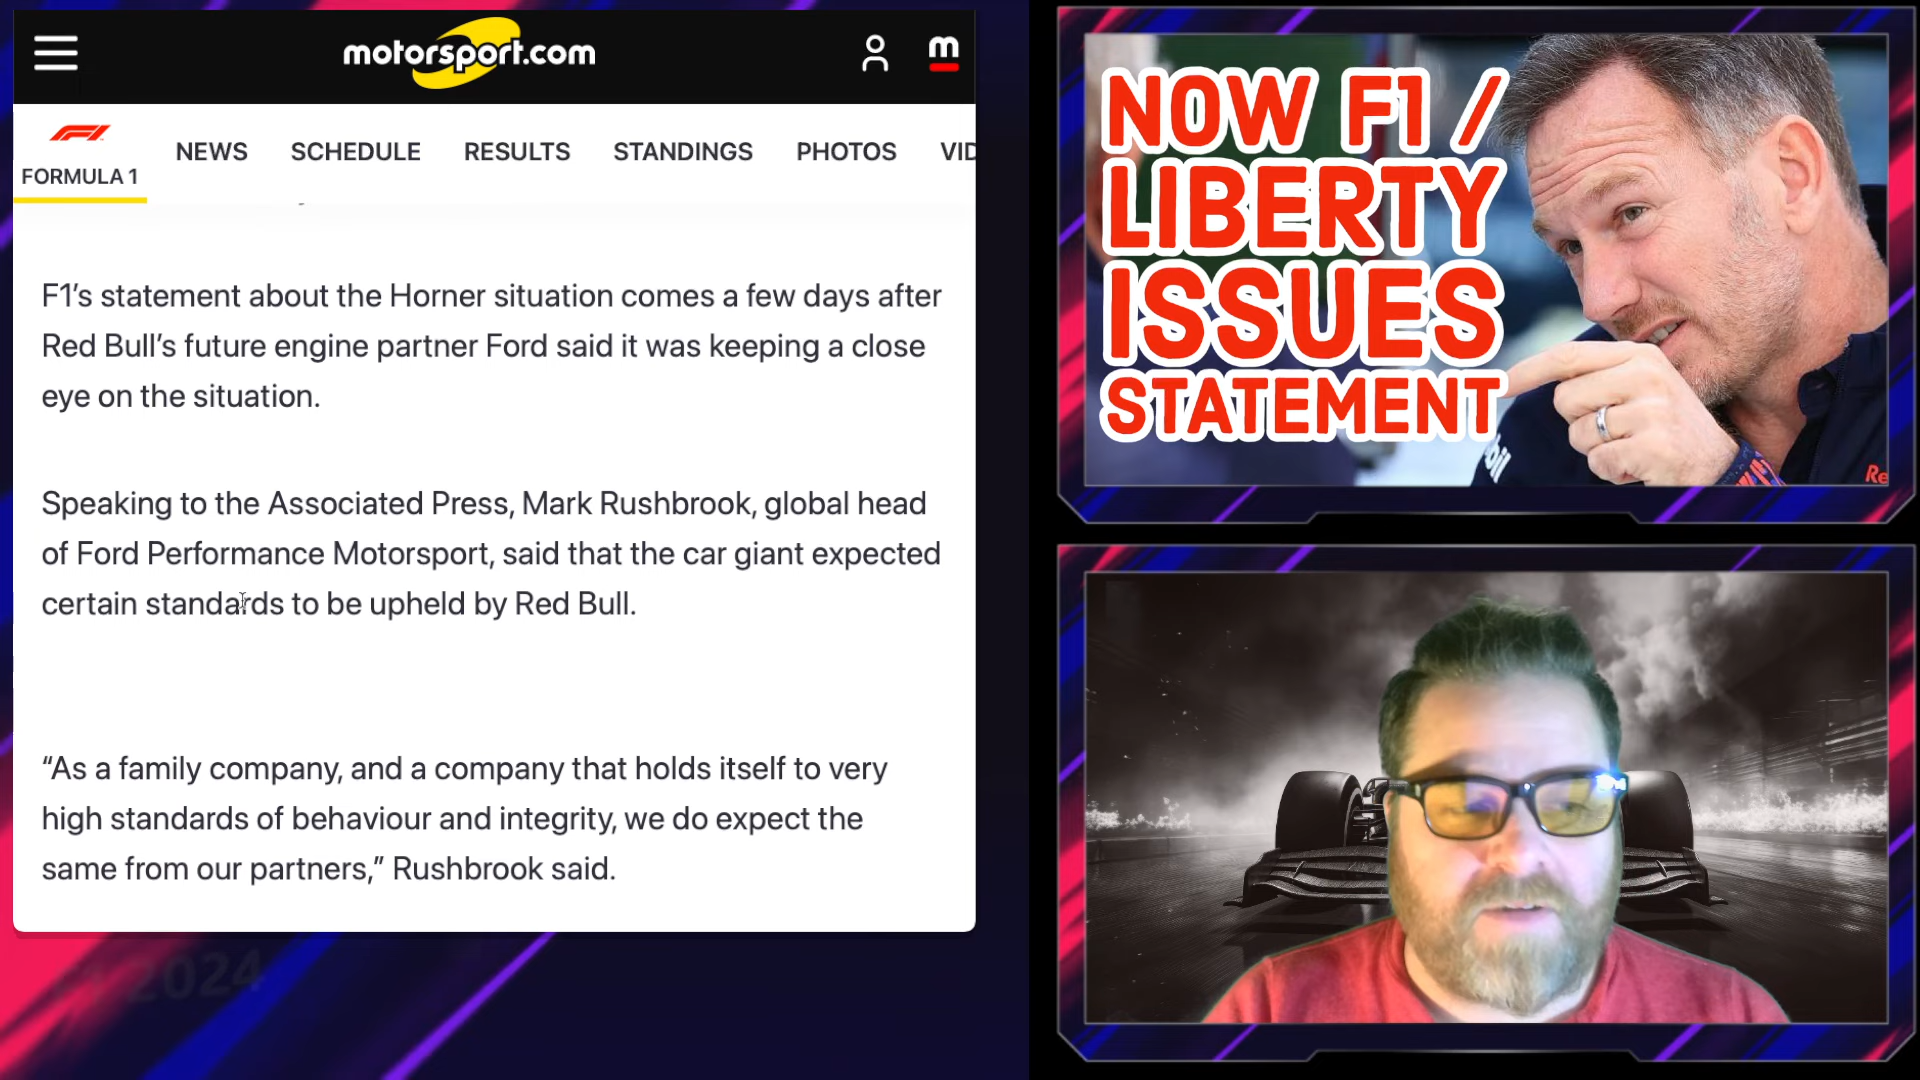 motorsport.com
m
FORMULA 1
NEWS
SCHEDULE
RESULTS
STANDINGS
PHOTOS
VID
F1’s statement about the Horner situation comes a few days after
Red Bull’s future engine partner Ford said it was keeping a close
eye on the situation.
Speaking to the Associated Press, Mark Rushbrook, global head
of Ford Performance Motorsport, said that the car giant expected
certain standards to be upheld by Red Bull.
“As a family company, and a company that holds itself to very
high standards of behaviour and integrity, we do expect the
same from our partners,” Rushbrook said.
2024
NOW F1 /
LIBERTY
ISSUES
STATEMENT
Re